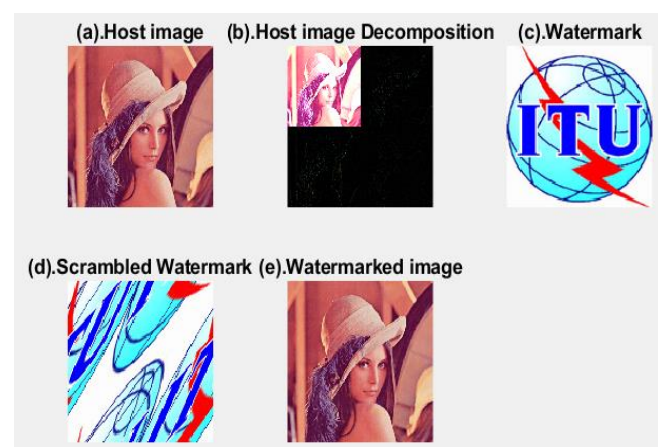 (a).Host image
(b).Host image Decomposition
(c).Watermark
ITU
(d).Scrambled Watermark
(e).Watermarked image